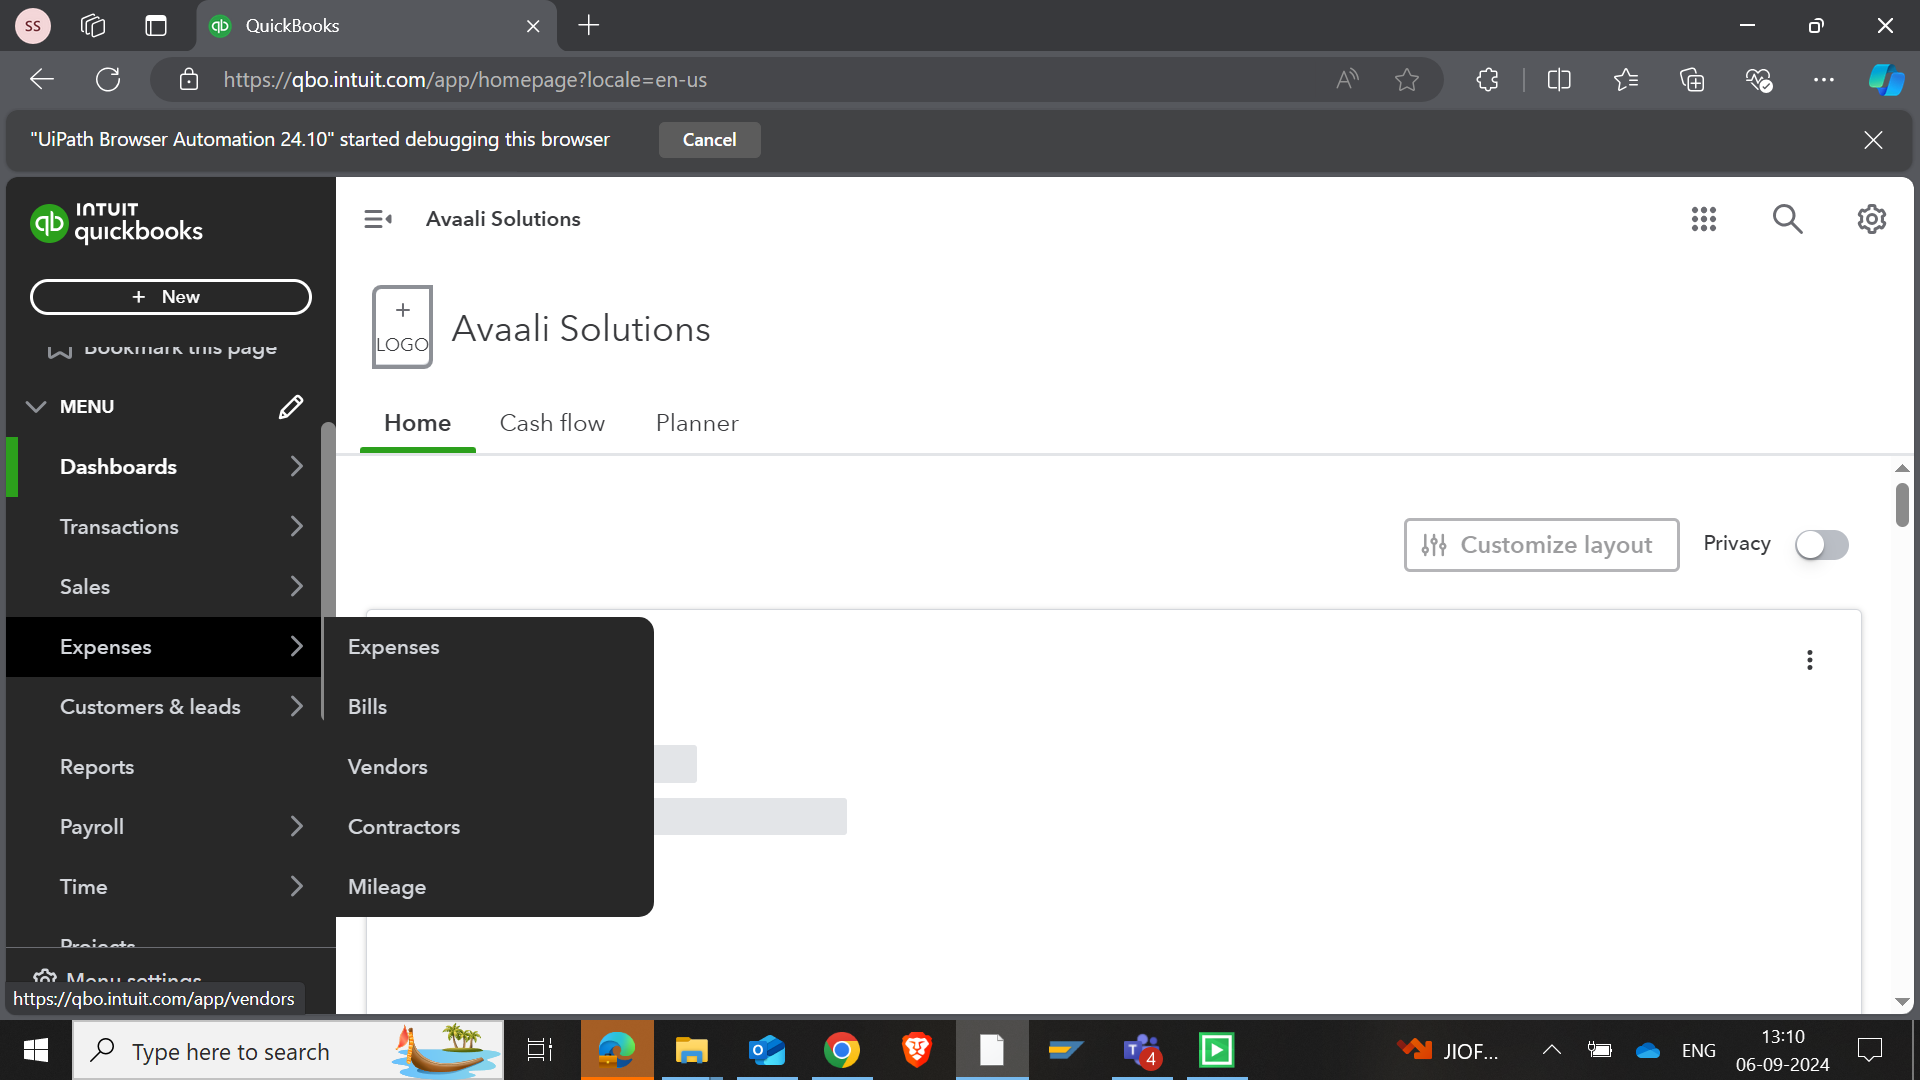 SS
QuickBooks
https://qbo.intuit.com/app/homepage?locale=en-us
"UiPath Browser Automation 24.10" started debugging this browser
Cancel
INTUIT
quickbooks
Avaali Solutions
+ New
+
LOGO
Avaali Solutions
Bookmark this page
MENU
Home
Cash flow
Planner
Dashboards
Transactions
Customize layout
Privacy
Sales
Expenses
Expenses
Customers & leads
Bills
Reports
Vendors
Payroll
Contractors
Time
Mileage
Projects
Menu settings
https://qbo.intuit.com/app/vendors
Type here to search
4
JIOF...
ENG
13:10
06-09-2024